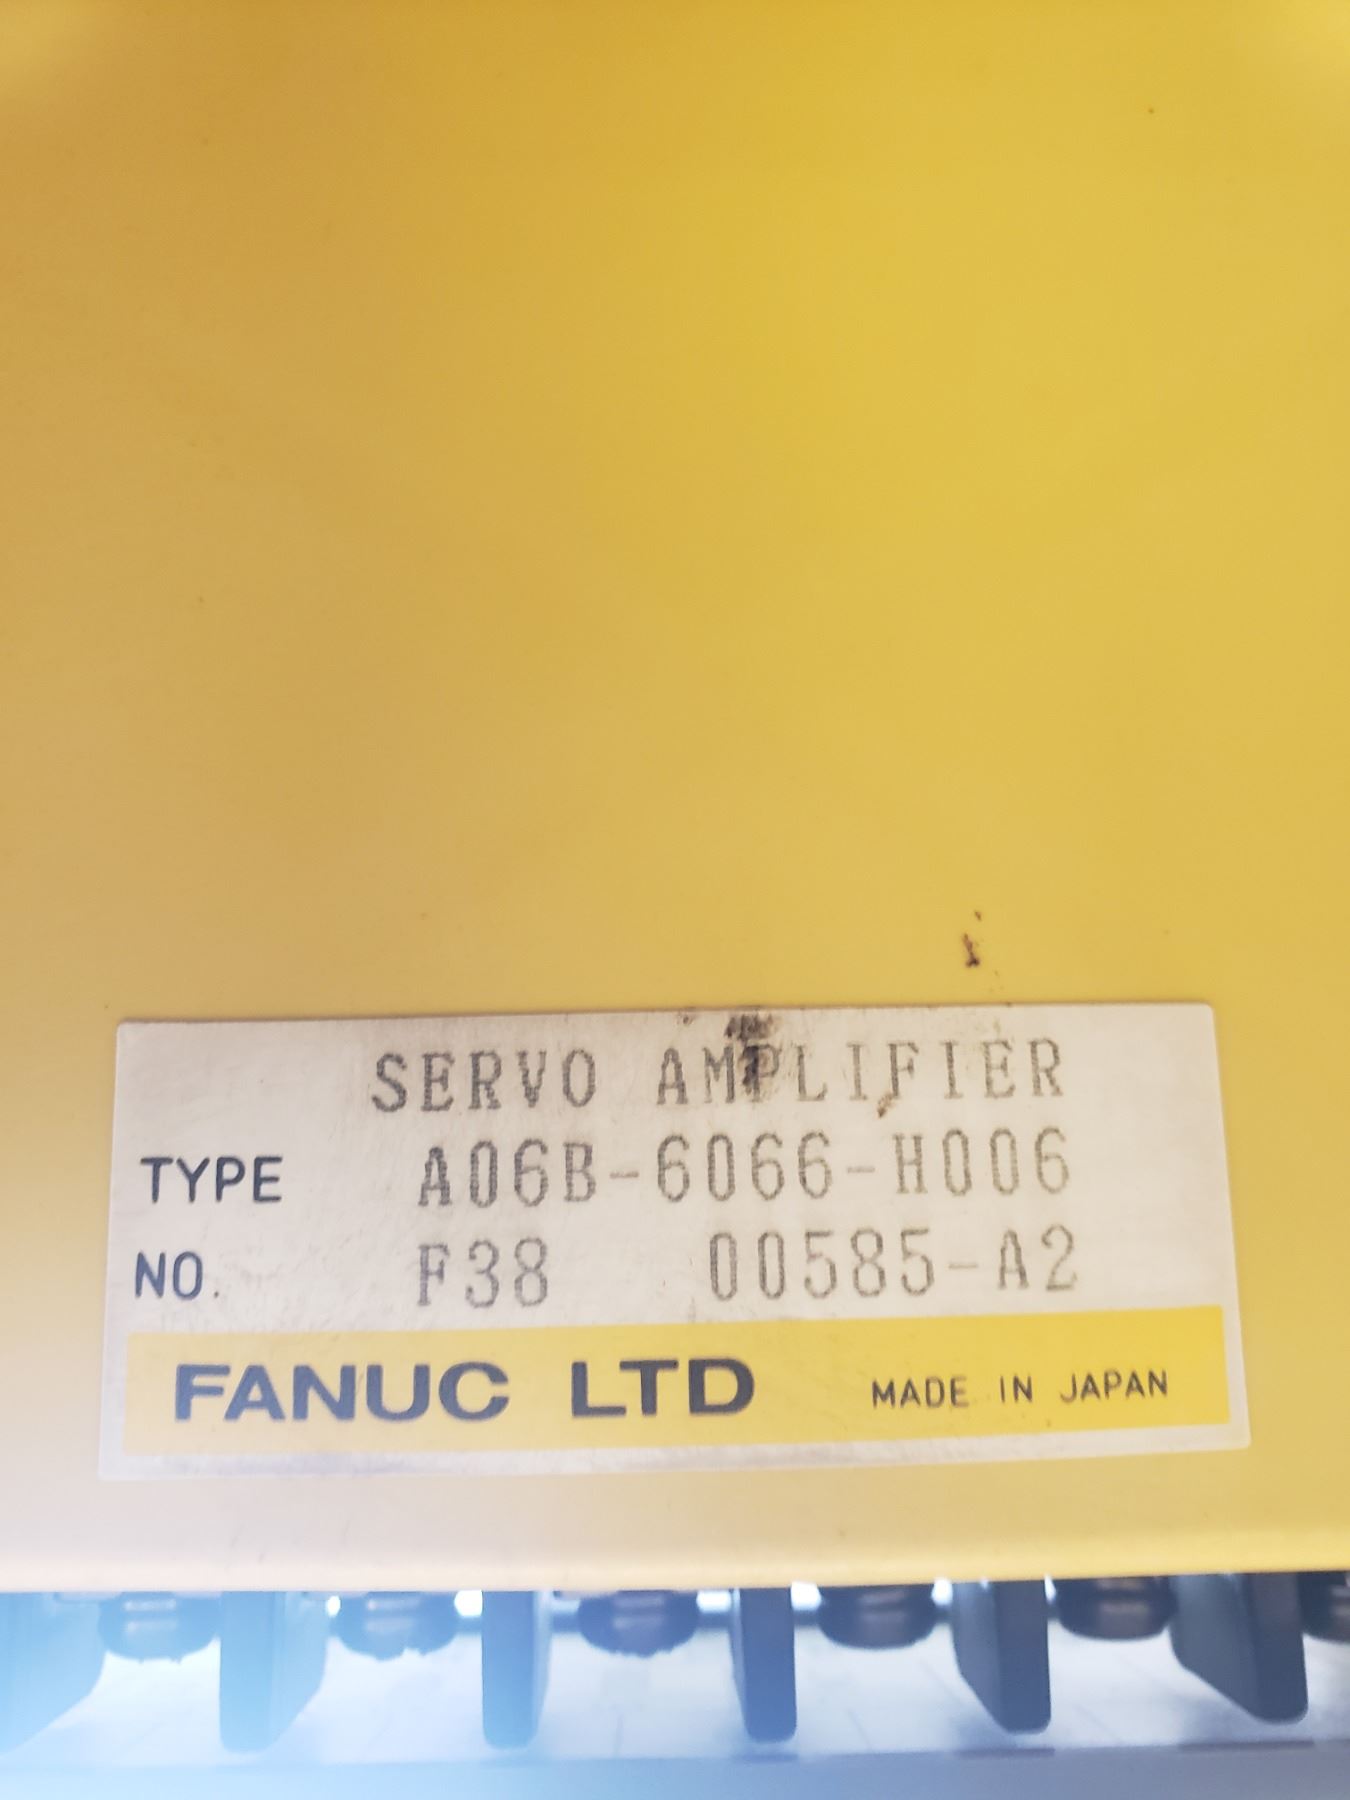 SERVO AMPLIFIER
TYPE A06B-6066-H006
NO. F38 00585-A2
FANUC LTD MADE IN JAPAN